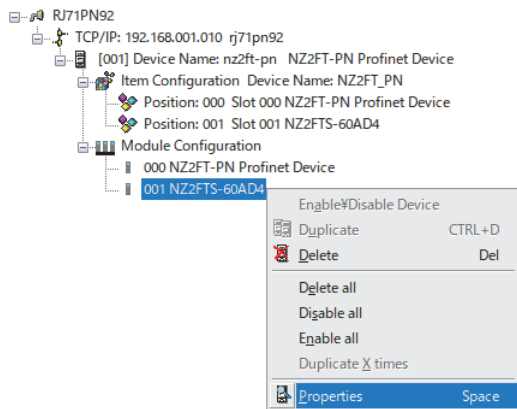 RJ71PN92
TCP/IP: 192.168.001.010 rj71pn92
[001] Device Name: nz2ft-pn NZ2FT-PN Profinet Device
Item Configuration Device Name: NZ2FT_PN
Position: 000 Slot 000 NZ2FT-PN Profinet Device
Position: 001 Slot 001 NZ2FTS-60AD4
Module Configuration
000 NZ2FT-PN Profinet Device
001 NZ2FTS-60AD4
Enable¥Disable Device
Duplicate CTRL+D
Delete Del
Delete all
Disable all
Enable all
Duplicate X times
Properties Space